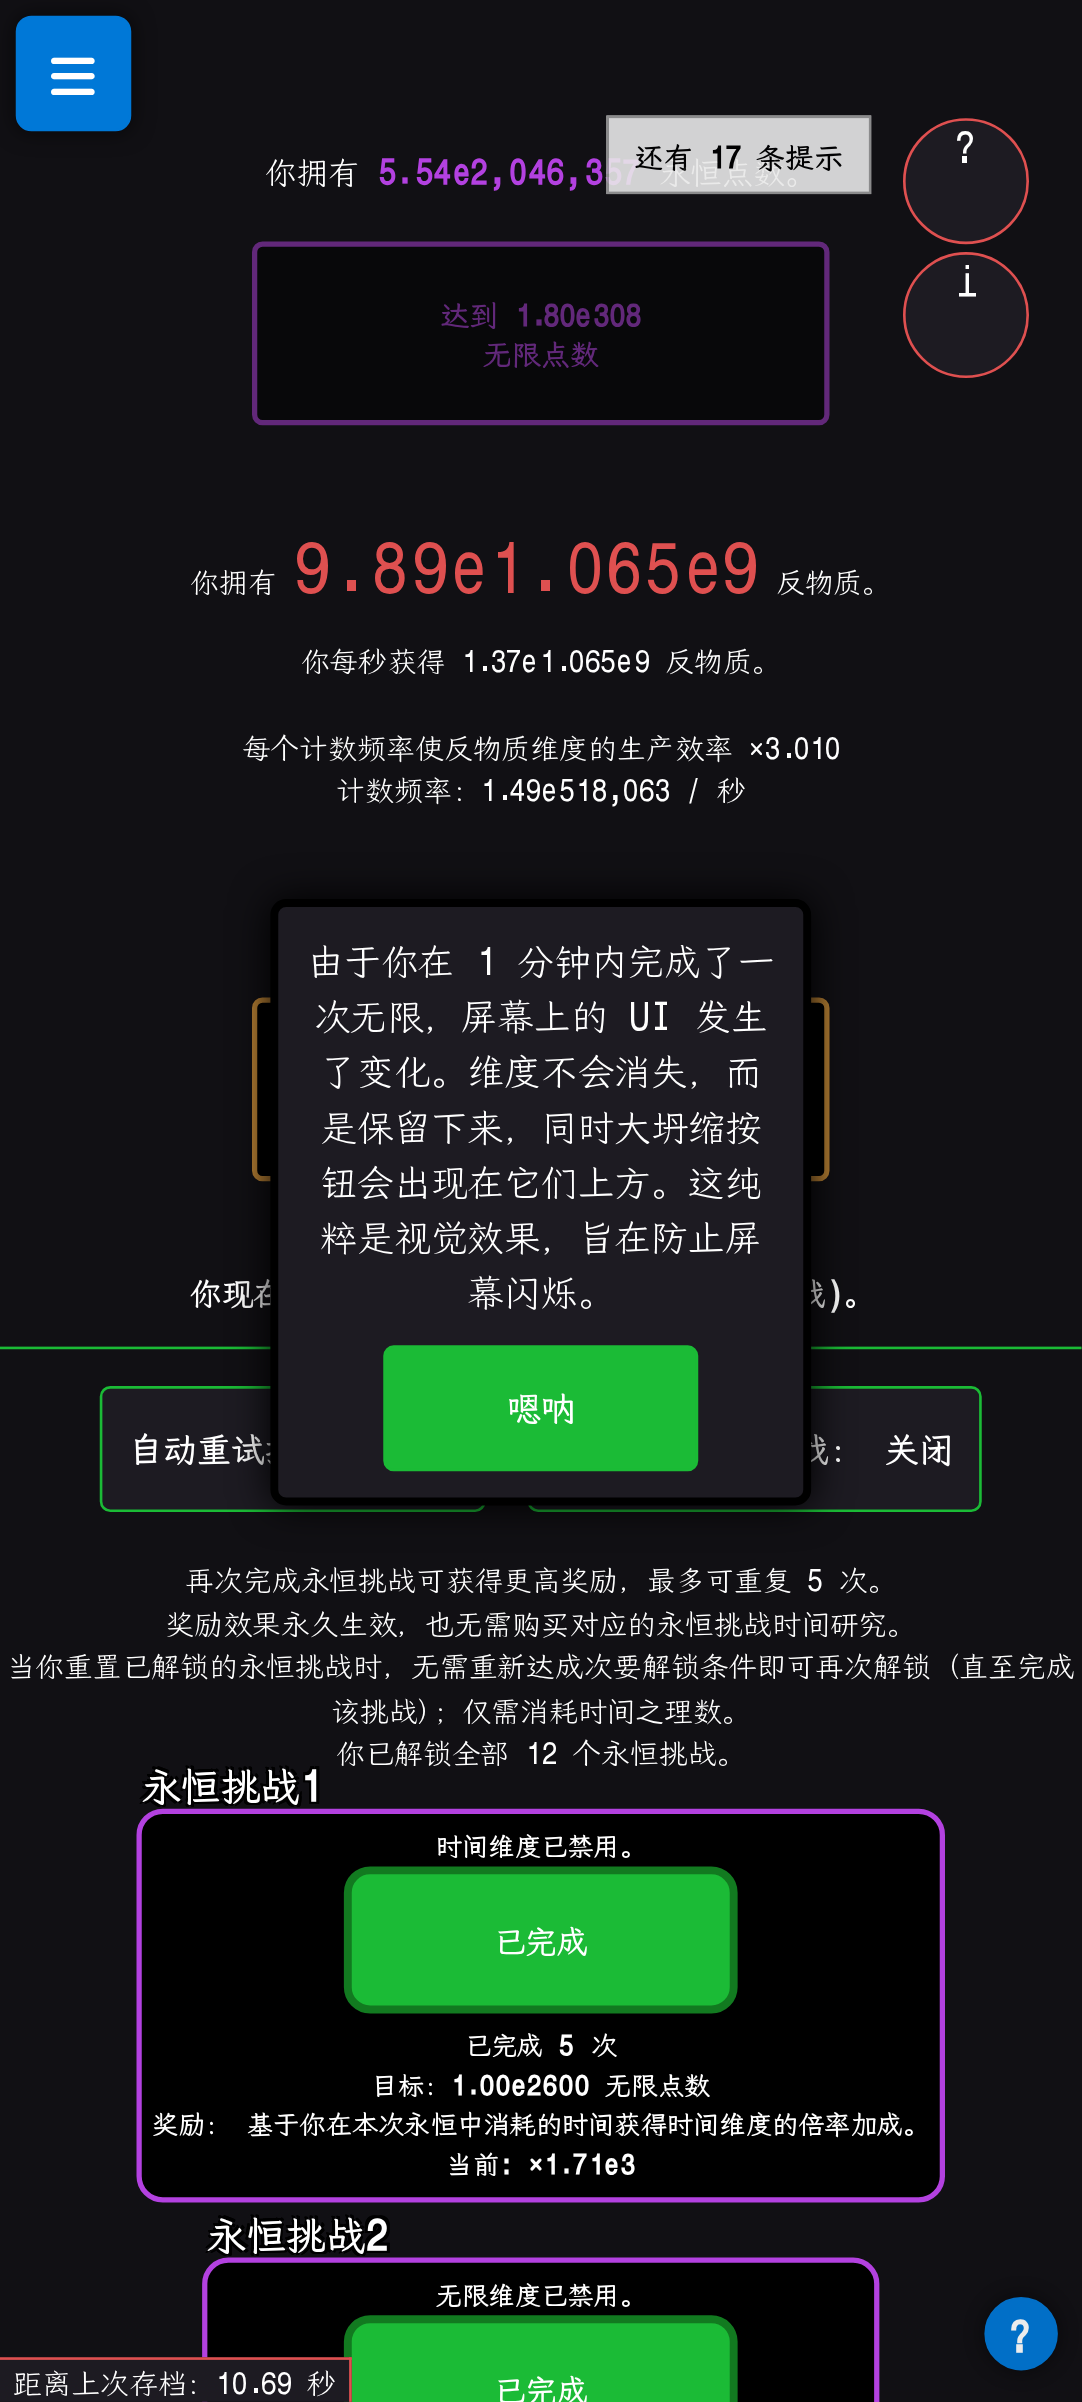 你拥有 5.54e2,046,357 永恒点数。
还有 17 条提示
?
i
达到 1.80e308
无限点数
你拥有 9.89e1.065e9 反物质。
你每秒获得 1.37e1.065e9 反物质。
每个计数频率使反物质维度的生产效率 ×3.010
计数频率: 1.49e518,063 / 秒
由于你在 1 分钟内完成了一
次无限, 屏幕上的 UI 发生
了变化。维度不会消失, 而
是保留下来, 同时大坍缩按
钮会出现在它们上方。这纯
粹是视觉效果, 旨在防止屏
幕闪烁。
嗯呐
你现在 战)。
自动重试 战: 关闭
再次完成永恒挑战可获得更高奖励, 最多可重复 5 次。
奖励效果永久生效, 也无需购买对应的永恒挑战时间研究。
当你重置已解锁的永恒挑战时, 无需重新达成次要解锁条件即可再次解锁 (直至完成
该挑战); 仅需消耗时间之理数。
你已解锁全部 12 个永恒挑战。
永恒挑战1
时间维度已禁用。
已完成
已完成 5 次
目标: 1.00e2600 无限点数
奖励: 基于你在本次永恒中消耗的时间获得时间维度的倍率加成。
当前: ×1.71e3
永恒挑战2
无限维度已禁用。
已完成
?
距离上次存档: 10.69 秒